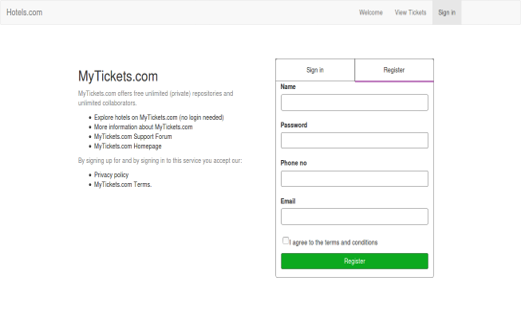 Hotels.com
Welcome View Tickets Sign in
MyTickets.com
MyTickets.com offers free unlimited (private) repositories and
unlimited collaborators.
Explore hotels on MyTickets.com (no login needed)
More information about MyTickets.com
MyTickets.com Support Forum
MyTickets.com Homepage
By signing up for and by signing in to this service you accept our:
Privacy policy
MyTickets.com Terms.
Sign in Register
Name
Password
Phone no
Email
I agree to the terms and conditions
Register